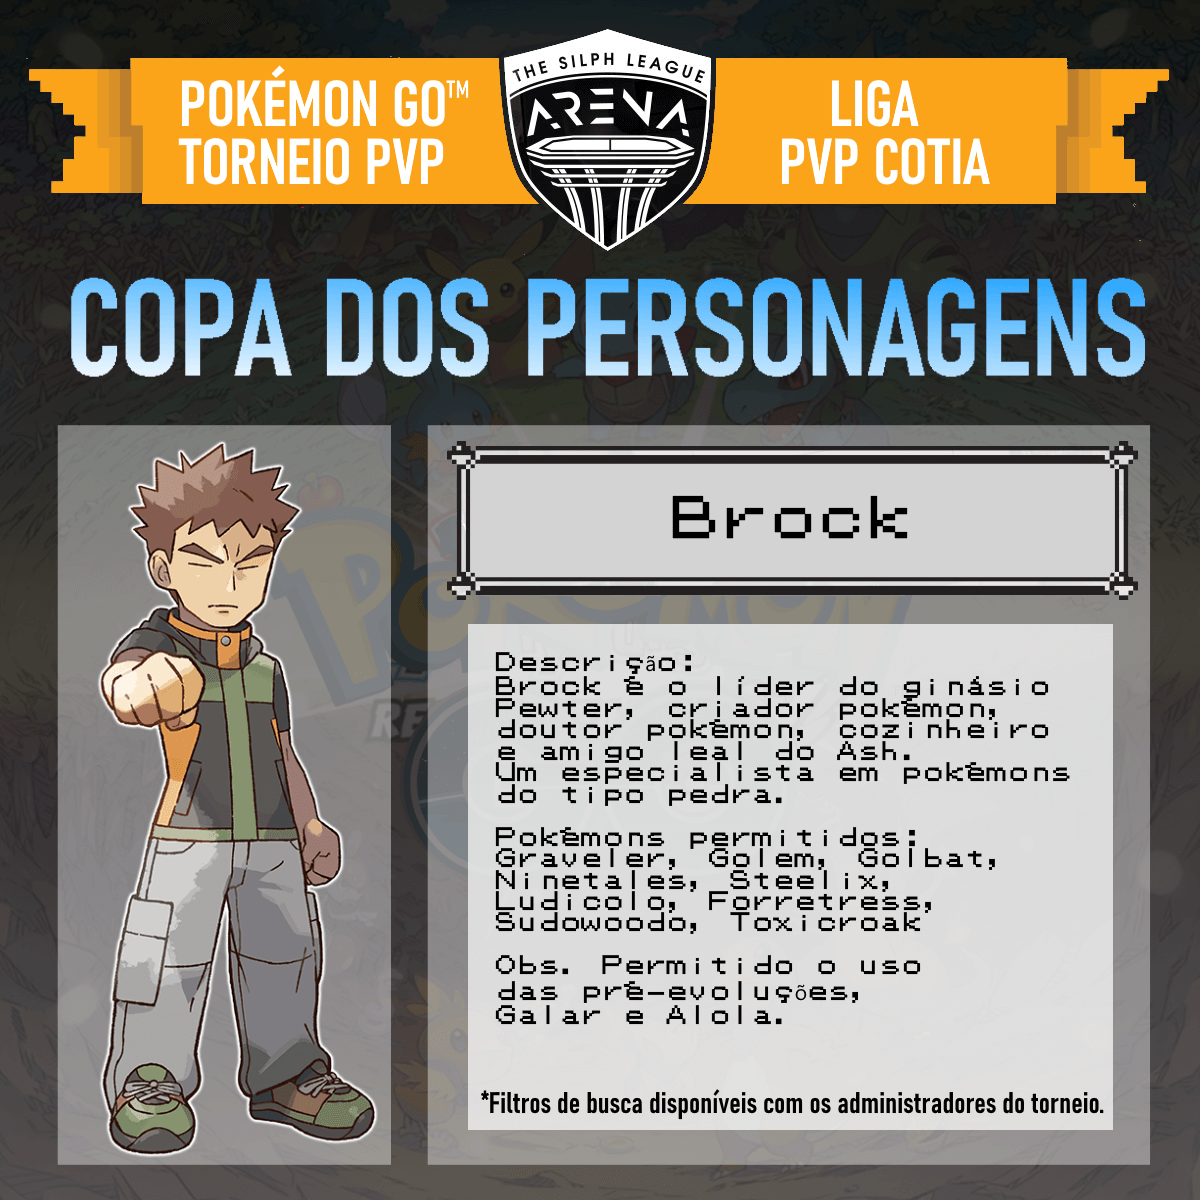 THE SILPH LEAGUE
ARENA
POKÉMON GO™
TORNEIO PVP
LIGA
PVP COTIA
COPA DOS PERSONAGENS
Brock
Descrição:
Brock é o líder do ginásio
Pewter, criador pokémon,
doutor pokémon, cozinheiro
e amigo leal do Ash.
Um especialista em pokémons
do tipo pedra.
Pokémons permitidos:
Graveler, Golem, Golbat,
Ninetales, Steelix,
Ludicolo, Forretress,
Sudowoodo, Toxicroak
Obs. Permitido o uso
das pré-evoluções,
Galar e Alola.
*Filtros de busca disponíveis com os administradores do torneio.
POKÉMON